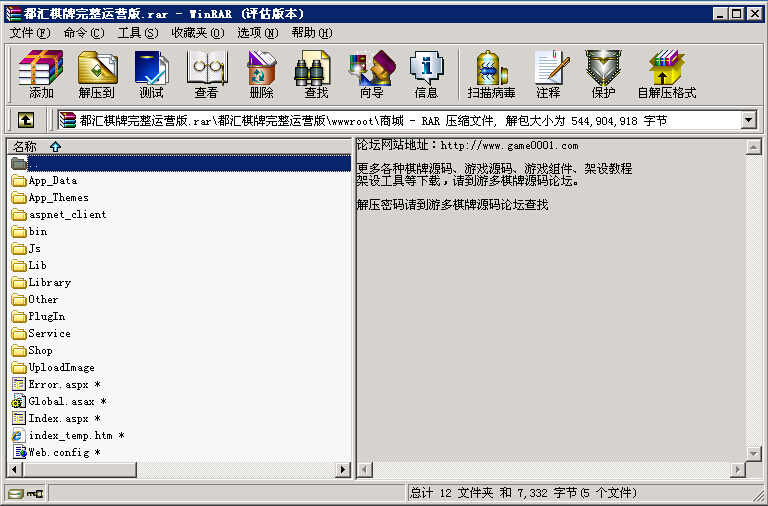 都汇棋牌完整运营版.rar - WinRAR (评估版本)
文件(F) 命令(C) 工具(S) 收藏夹(O) 选项(N) 帮助(H)
添加 解压到 测试 查看 删除 查找 向导 信息 扫描病毒 注释 保护 自解压格式
都汇棋牌完整运营版.rar\都汇棋牌完整运营版\wwwroot\商城 - RAR 压缩文件, 解包大小为 544,904,918 字节
名称
..
App_Data
App_Themes
aspnet_client
bin
Js
Lib
Library
Other
PlugIn
Service
Shop
UploadImage
Error.aspx *
Global.asax *
Index.aspx *
index_temp.htm *
Web.config *
论坛网站地址：http://www.game0001.com
更多各种棋牌源码、游戏源码、游戏组件、架设教程
架设工具等下载，请到游多棋牌源码论坛。
解压密码请到游多棋牌源码论坛查找
总计 12 文件夹 和 7,332 字节(5 个文件)